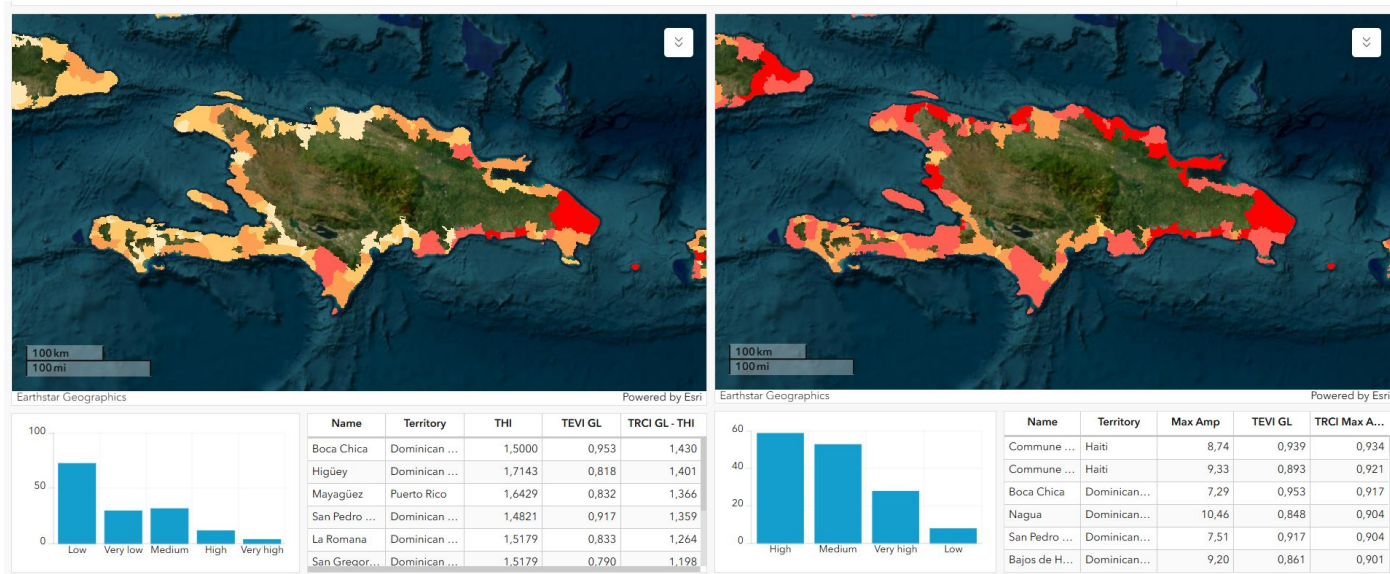 100 km
100 mi
Earthstar Geographics
Powered by Esri
100 km
100 mi
Earthstar Geographics
Powered by Esri
100
50
0
Low Very low Medium High Very high
Name Territory THI TEVI GL TRCI GL - THI
Boca Chica Dominican ... 1,5000 0,953 1,430
Higüey Dominican ... 1,7143 0,818 1,401
Mayagüez Puerto Rico 1,6429 0,832 1,366
San Pedro ... Dominican ... 1,4821 0,917 1,359
La Romana Dominican ... 1,5179 0,833 1,264
San Gregor... Dominican ... 1,5179 0,790 1,198
60
40
20
0
High Medium Very high Low
Name Territory Max Amp TEVI GL TRCI Max A...
Commune ... Haiti 8,74 0,939 0,934
Commune ... Haiti 9,33 0,893 0,921
Boca Chica Dominican... 7,29 0,953 0,917
Nagua Dominican... 10,46 0,848 0,904
San Pedro ... Dominican... 7,51 0,917 0,904
Bajos de H... Dominican... 9,20 0,861 0,901